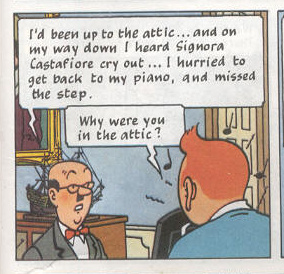 I'd been up to the attic...and on
my way down I heard Signora
Castafiore cry out... I hurried to
get back to my piano, and missed
the step.
Why were you
in the attic?